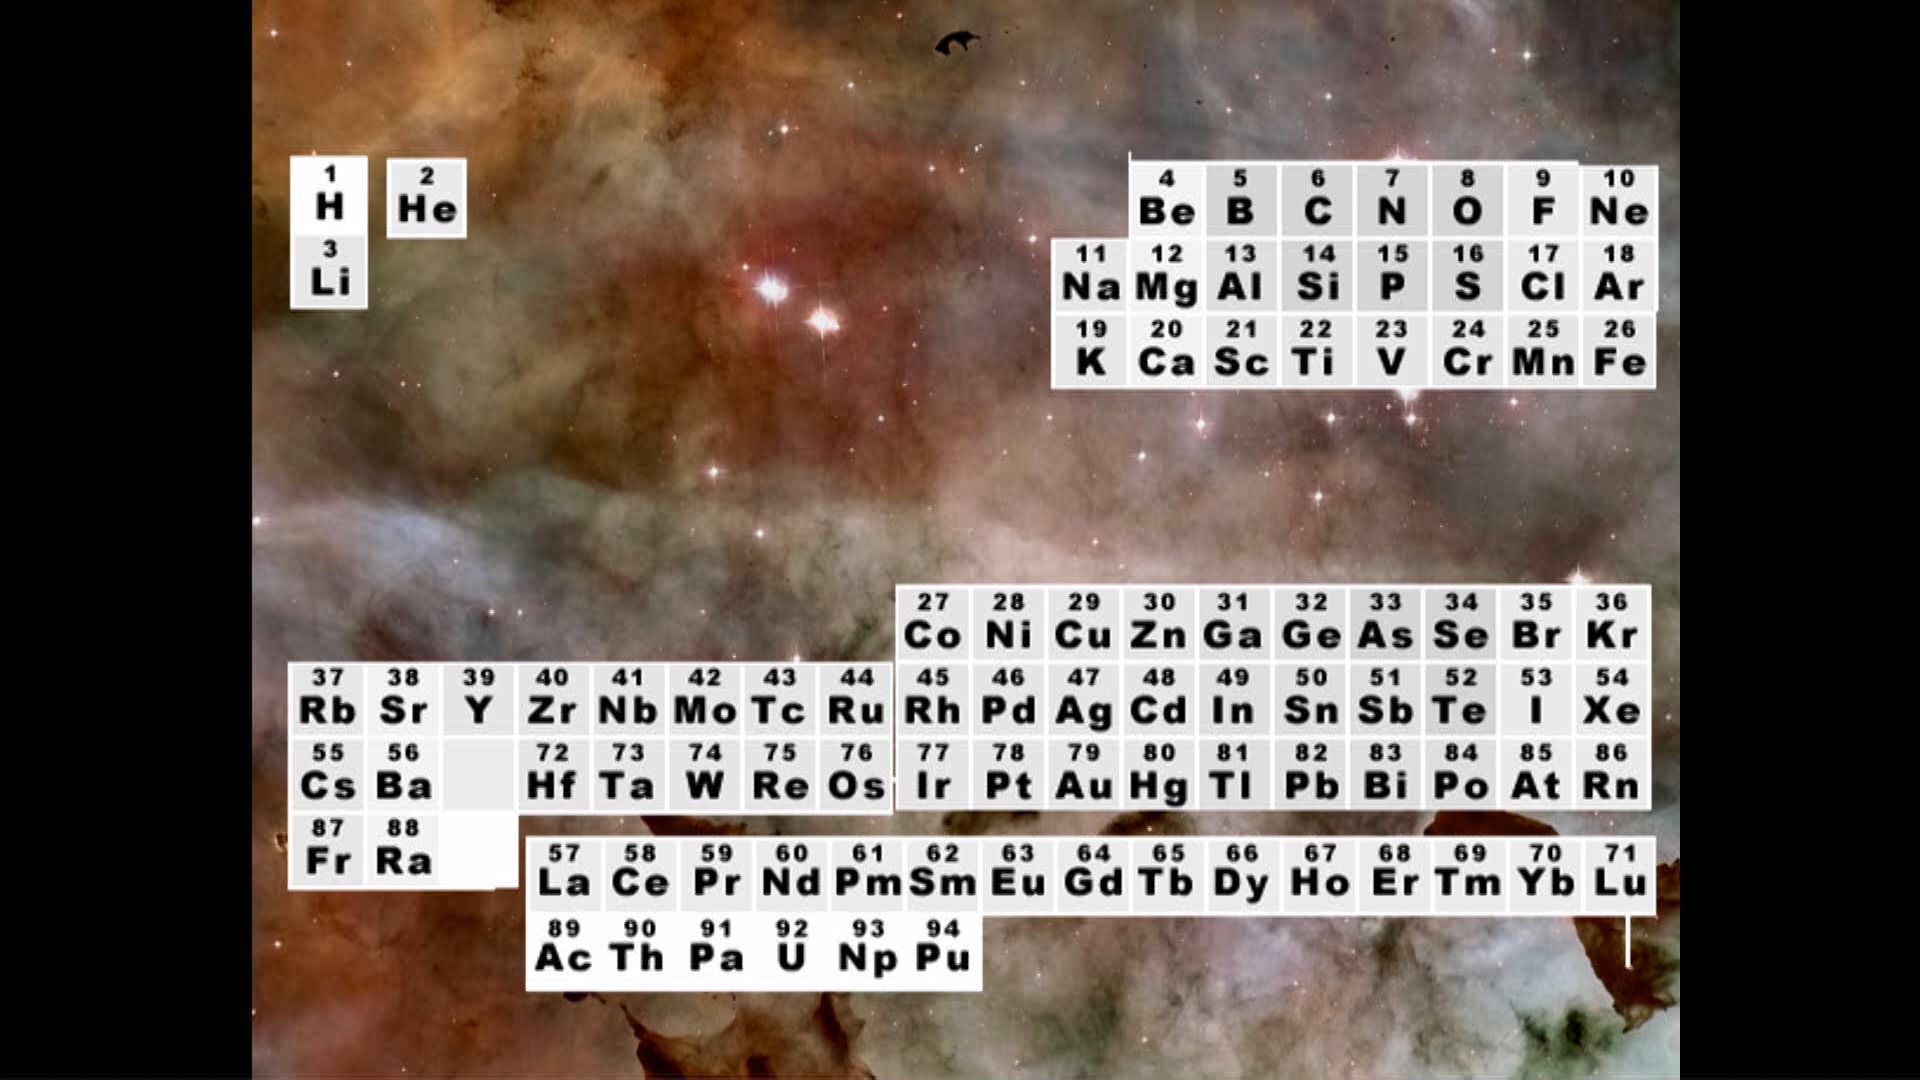 1 2
H He
3
Li
4 5 6 7 8 9 10
Be B C N O F Ne
11 12 13 14 15 16 17 18
Na Mg Al Si P S Cl Ar
19 20 21 22 23 24 25 26
K Ca Sc Ti V Cr Mn Fe
27 28 29 30 31 32 33 34 35 36
Co Ni Cu Zn Ga Ge As Se Br Kr
37 38 39 40 41 42 43 44 45 46 47 48 49 50 51 52 53 54
Rb Sr Y Zr Nb Mo Tc Ru Rh Pd Ag Cd In Sn Sb Te I Xe
55 56 72 73 74 75 76 77 78 79 80 81 82 83 84 85 86
Cs Ba Hf Ta W Re Os Ir Pt Au Hg Tl Pb Bi Po At Rn
87 88
Fr Ra
57 58 59 60 61 62 63 64 65 66 67 68 69 70 71
La Ce Pr Nd Pm Sm Eu Gd Tb Dy Ho Er Tm Yb Lu
89 90 91 92 93 94
Ac Th Pa U Np Pu